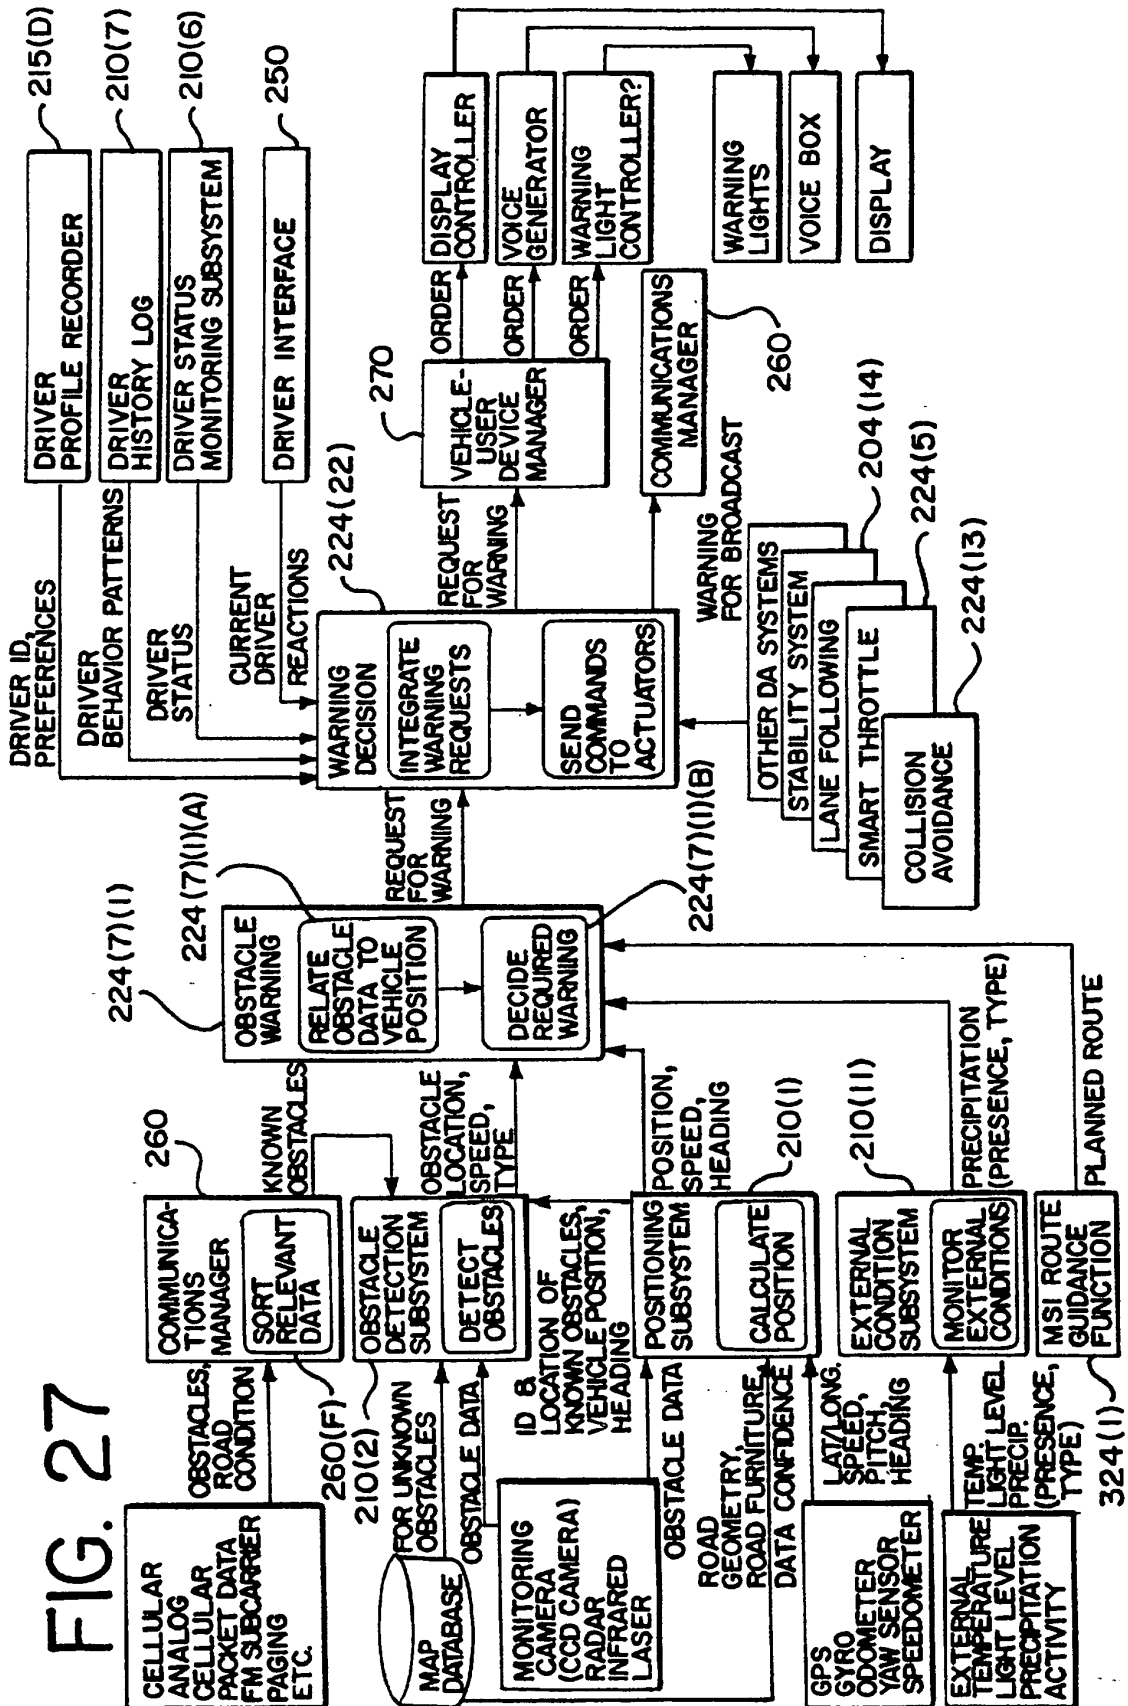 FIG. 27
CELLULAR
ANALOG
CELLULAR
PACKET DATA
FM SUBCARRIER
PAGING
ETC.
OBSTACLES,
ROAD
CONDITION
260(F)
COMMUNICA-
TIONS
MANAGER
SORT
RELEVANT
DATA
260
KNOWN
OBSTACLES
MAP
DATABASE
FOR UNKNOWN
OBSTACLES
OBSTACLE DATA
210(2)
OBSTACLE
DETECTION
SUBSYSTEM
DETECT
OBSTACLES
OBSTACLE
LOCATION,
SPEED,
TYPE
MONITORING
CAMERA
(CCD CAMERA)
RADAR
INFRARED
LASER
ID &
LOCATION OF
KNOWN OBSTACLES,
VEHICLE POSITION,
HEADING
OBSTACLE DATA
ROAD
GEOMETRY,
ROAD FURNITURE,
DATA CONFIDENCE
POSITIONING
SUBSYSTEM
CALCULATE
POSITION
POSITION,
SPEED,
HEADING
210(1)
GPS
GYRO
ODOMETER
YAW SENSOR
SPEEDOMETER
LAT/LONG.
SPEED,
PITCH,
HEADING
EXTERNAL
CONDITION
SUBSYSTEM
MONITOR
EXTERNAL
CONDITIONS
210(11)
PRECIPITATION
(PRESENCE, TYPE)
EXTERNAL
TEMPERATURE
LIGHT LEVEL
PRECIPITATION
ACTIVITY
TEMP.
LIGHT LEVEL
PRECIP.
(PRESENCE,
TYPE)
MSI ROUTE
GUIDANCE
FUNCTION
324(1)
PLANNED ROUTE
224(7)(1)
OBSTACLE
WARNING
RELATE
OBSTACLE
DATA TO
VEHICLE
POSITION
DECIDE
REQUIRED
WARNING
224(7)(1)(A)
224(7)(1)(B)
REQUEST
FOR
WARNING
DRIVER ID,
PREFERENCES
DRIVER
BEHAVIOR PATTERNS
DRIVER
STATUS
CURRENT
DRIVER
REACTIONS
DRIVER
PROFILE RECORDER
215(D)
DRIVER
HISTORY LOG
210(7)
DRIVER STATUS
MONITORING SUBSYSTEM
210(6)
DRIVER INTERFACE
250
WARNING
DECISION
INTEGRATE
WARNING
REQUESTS
SEND
COMMANDS
TO
ACTUATORS
224(22)
REQUEST
FOR
WARNING
270
VEHICLE-
USER
DEVICE
MANAGER
ORDER
ORDER
ORDER
DISPLAY
CONTROLLER
VOICE
GENERATOR
WARNING
LIGHT
CONTROLLER?
WARNING
LIGHTS
VOICE BOX
DISPLAY
COMMUNICATIONS
MANAGER
260
WARNING
FOR BROADCAST
OTHER DA SYSTEMS
STABILITY SYSTEM
LANE FOLLOWING
SMART THROTTLE
COLLISION
AVOIDANCE
204(14)
224(5)
224(13)